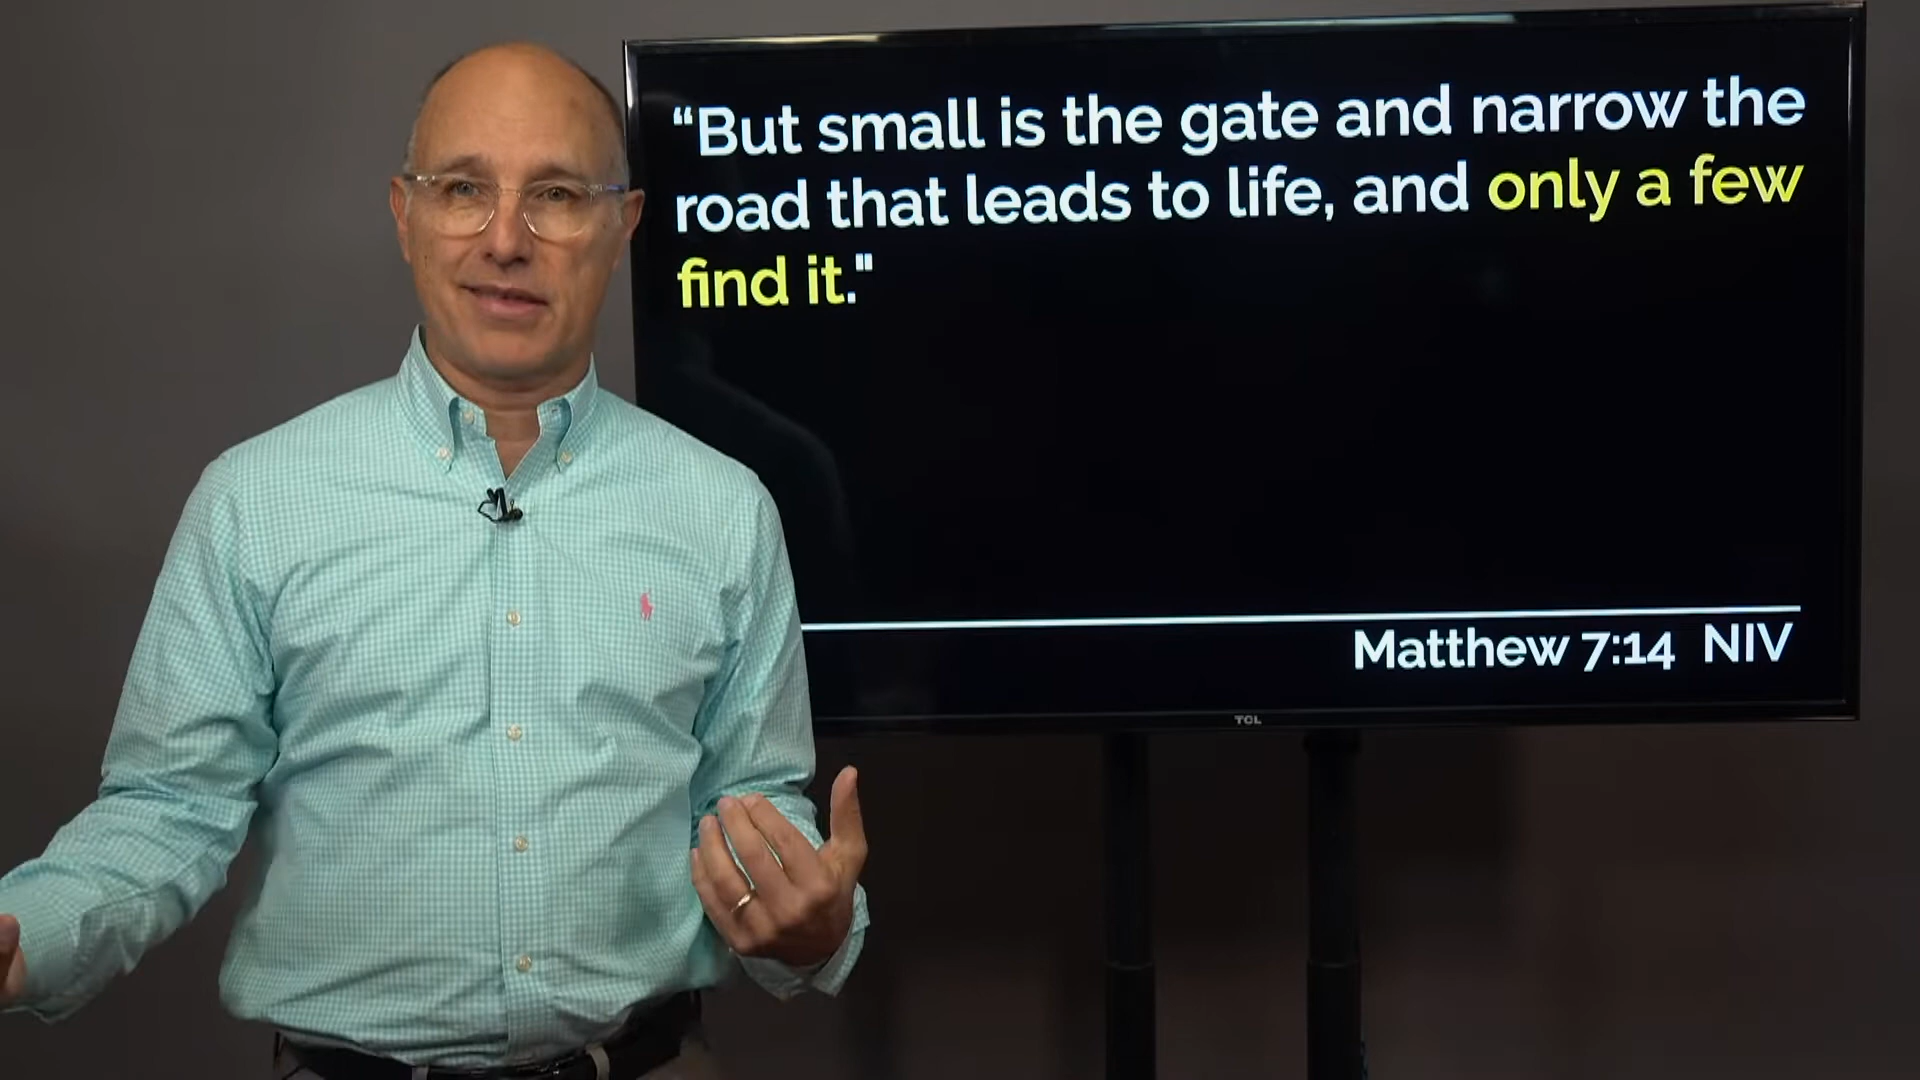 “But small is the gate and narrow the
road that leads to life, and only a few
find it."
Matthew 7:14 NIV
TCL